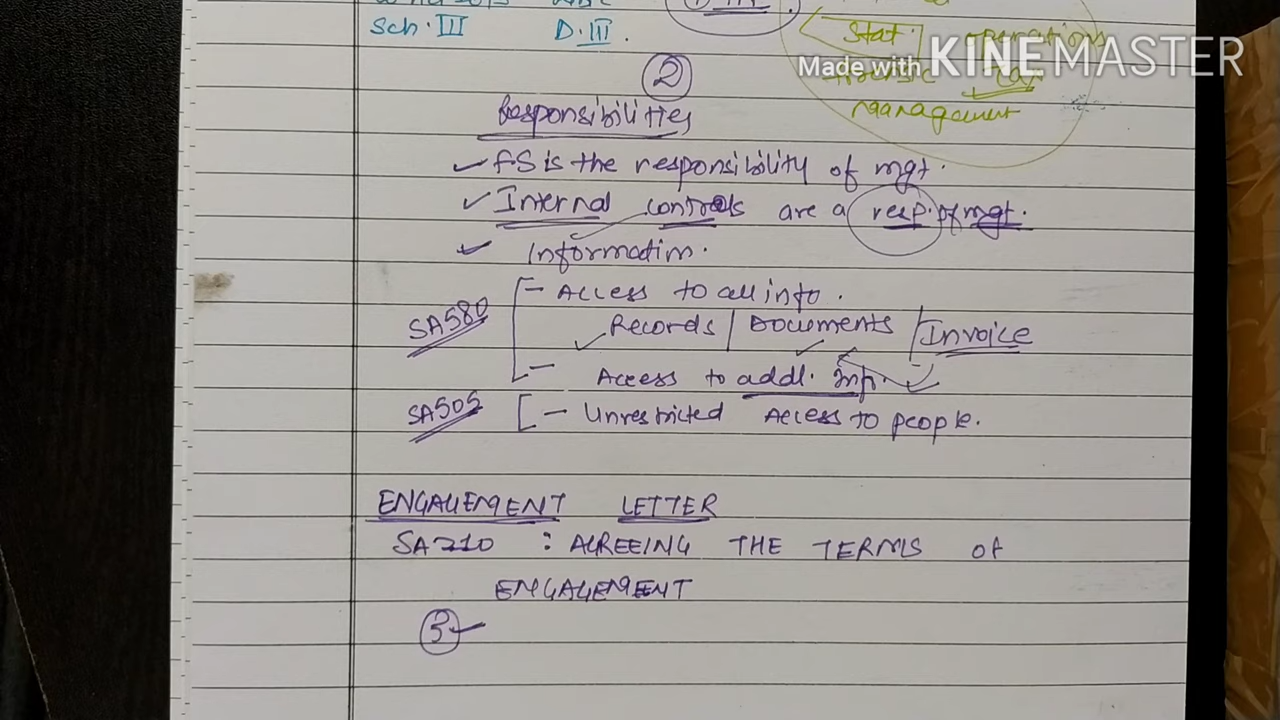 Sch. III D. III.
Stat. operations
Made with KINEMASTER
management
2
Responsibilities
✓ FS is the responsibility of mgt.
✓ Internal controls are a resp. of mgt.
✓ Information.
- Access to all info.
SA580
✓ Records / Documents / Invoice
- Access to addl. Inf.
SA505 [ - Unrestricted Access to people.
ENGAGEMENT LETTER
SA210 : AGREEING THE TERMS OF
ENGAGEMENT
3